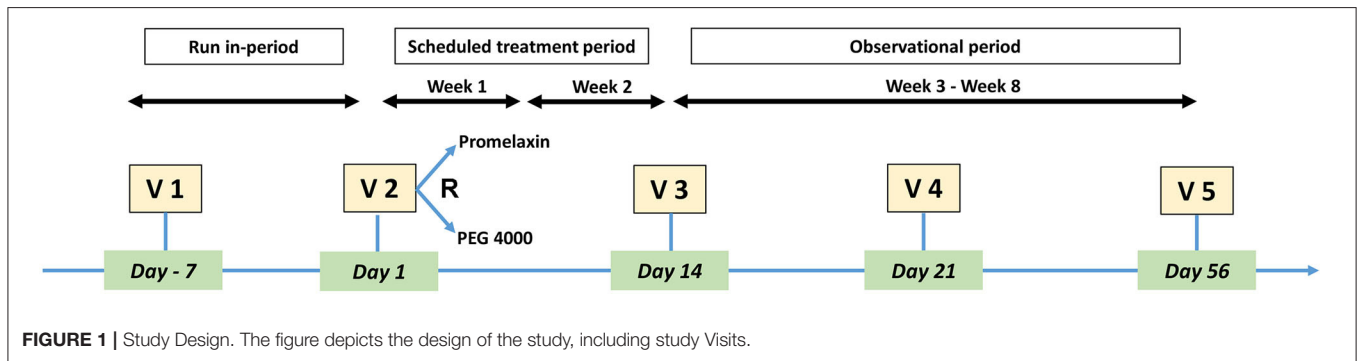 Run in-period
Scheduled treatment period
Observational period
Week 1
Week 2
Week 3 - Week 8
Promelaxin
V 1
V 2
R
V 3
V 4
V 5
PEG 4000
Day - 7
Day 1
Day 14
Day 21
Day 56
FIGURE 1 | Study Design. The figure depicts the design of the study, including study Visits.